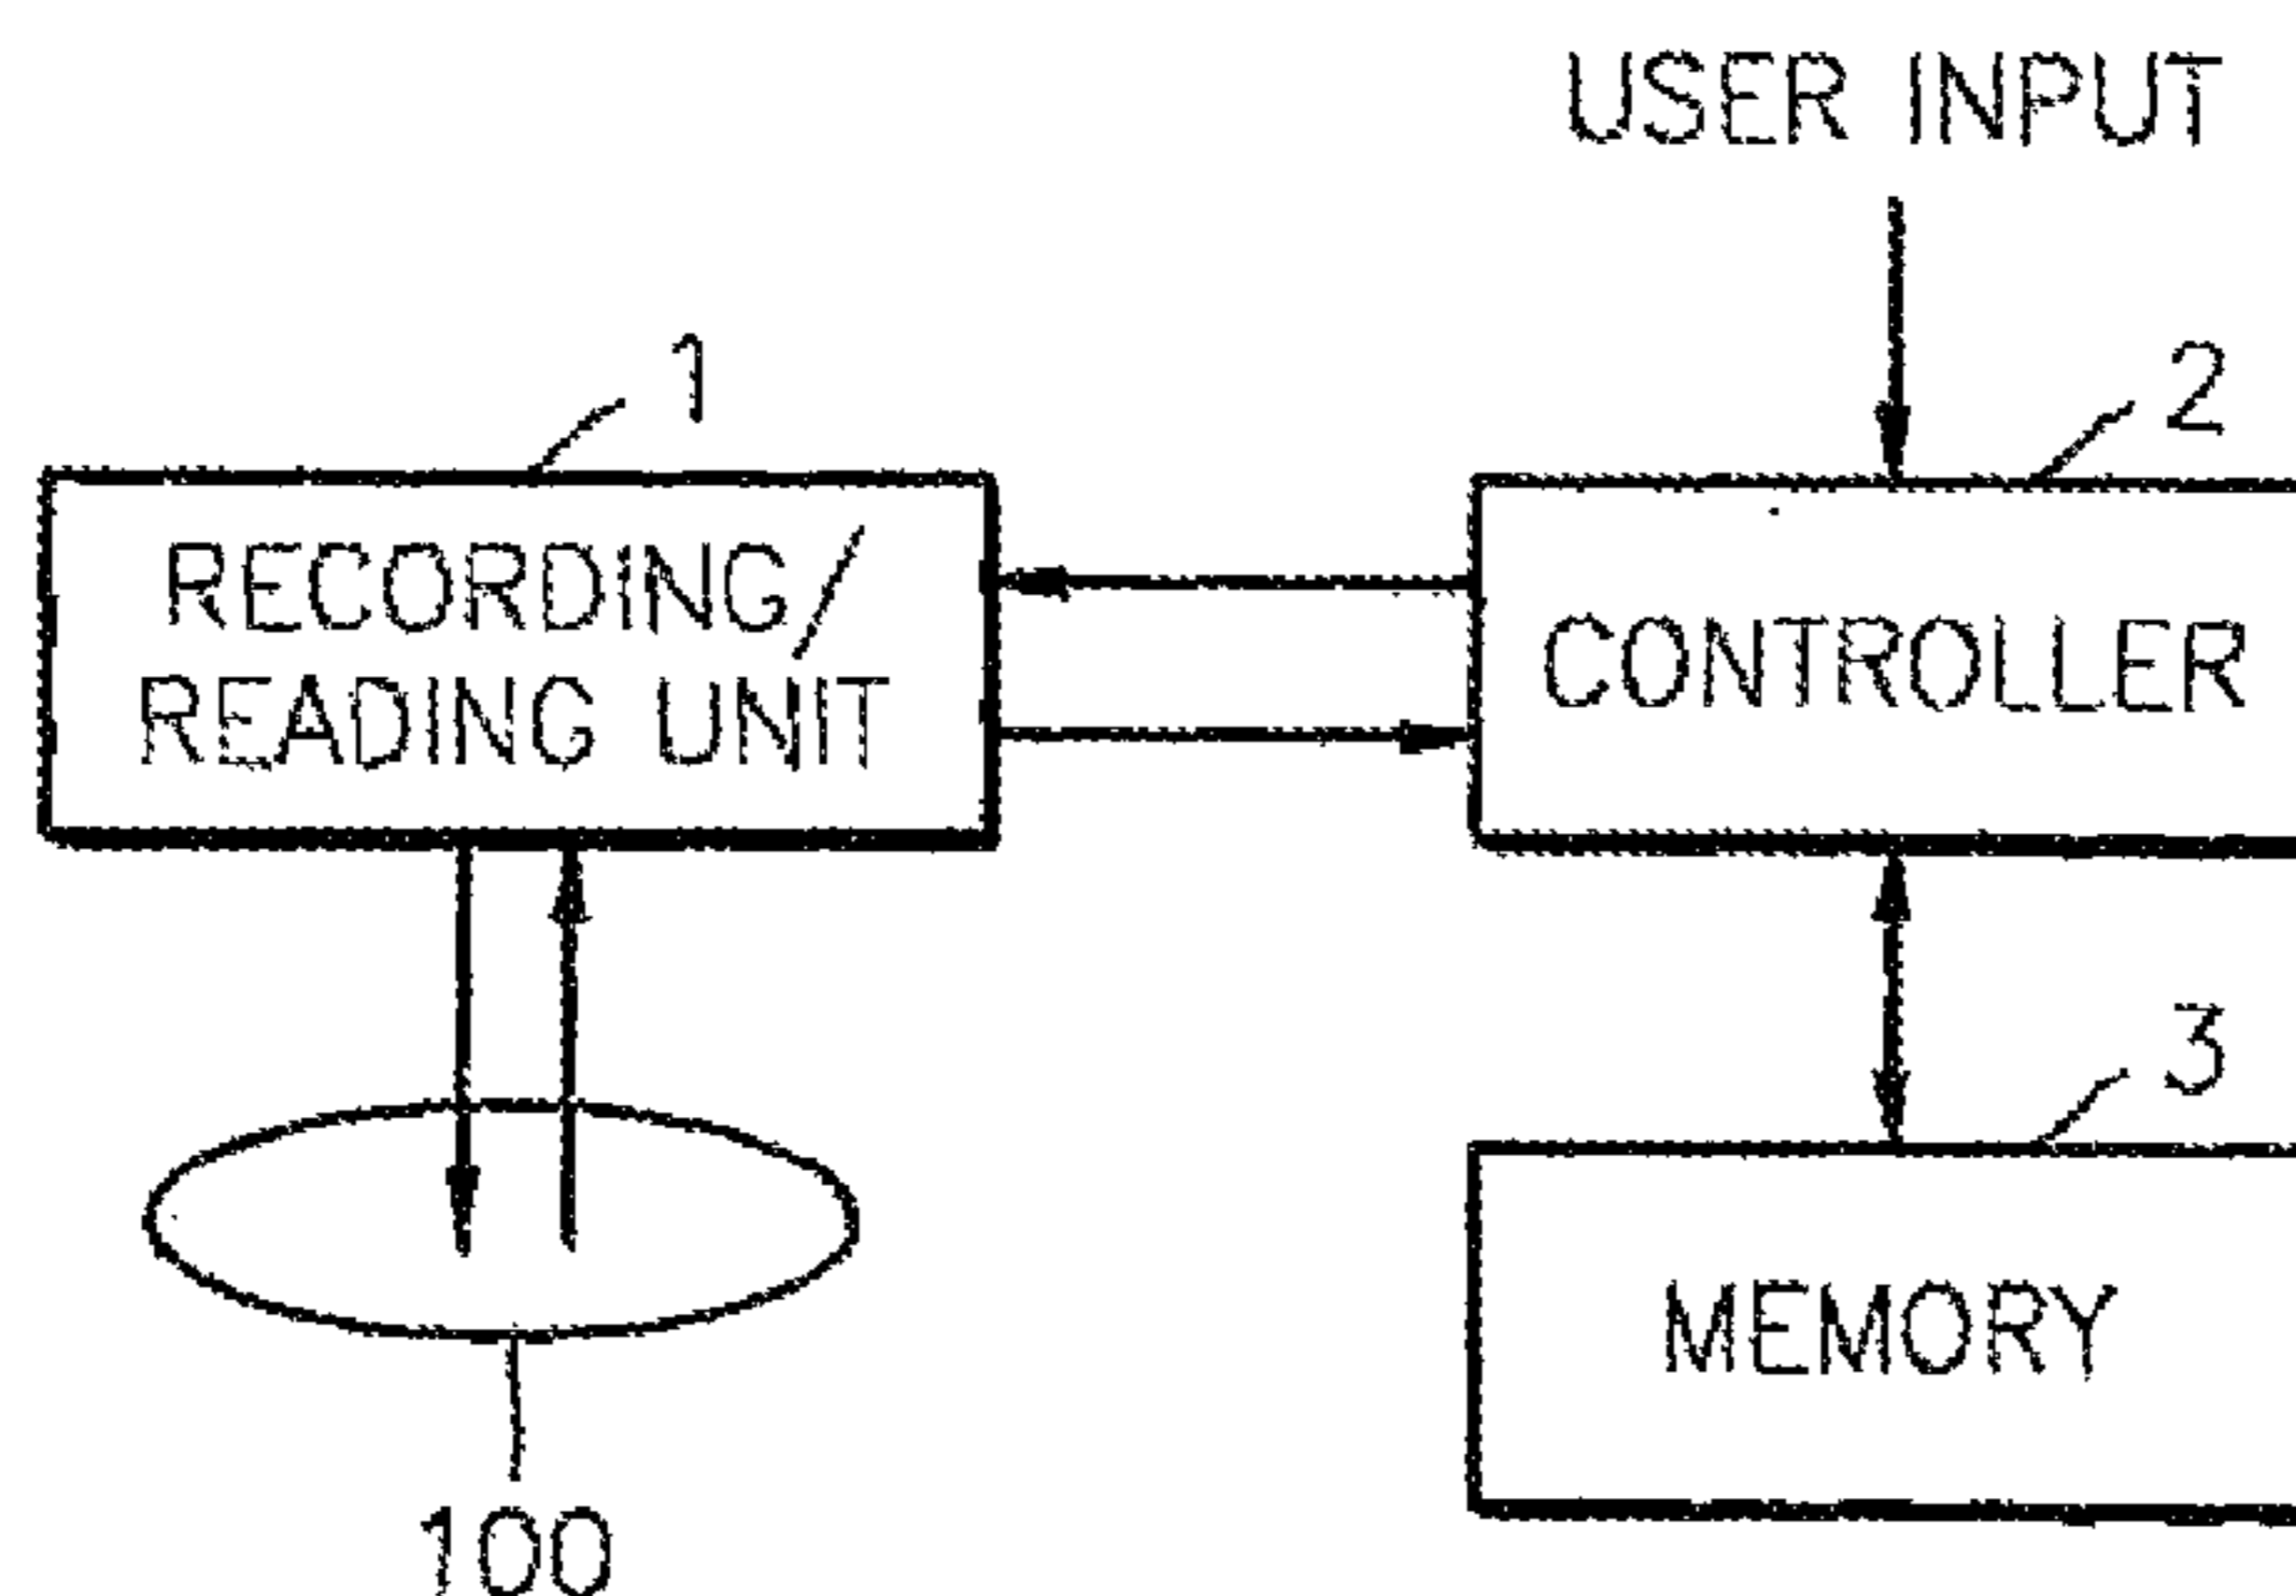 USER INPUT
1
2
RECORDING/
READING UNIT
CONTROLLER
3
MEMORY
100